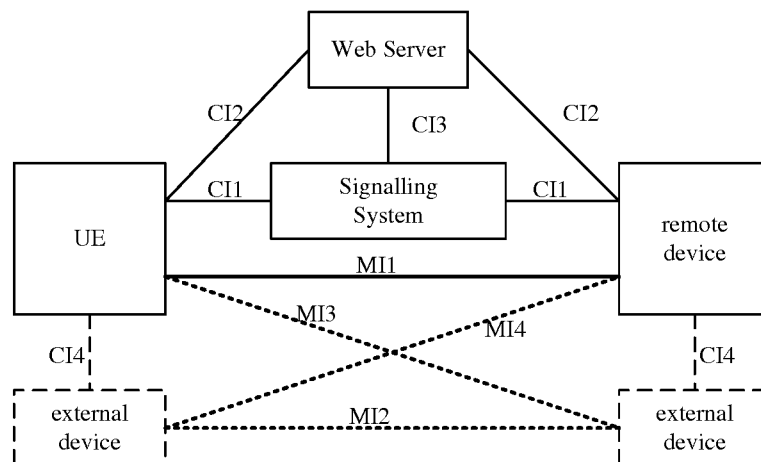 Web Server
CI2
CI2
CI3
Signalling
System
CI1
CI1
UE
remote
device
MI1
MI3
MI4
CI4
CI4
external
device
MI2
external
device